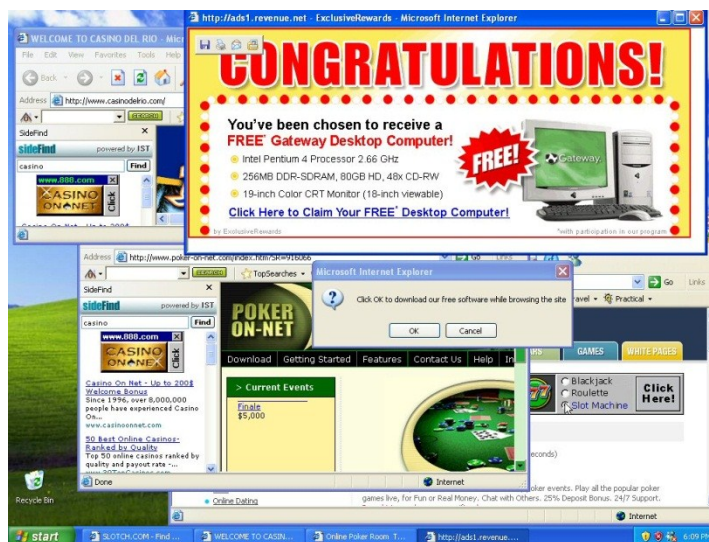 WELCOME TO CASINO DEL RIO - Mic
File Edit View Favorites Tools Help
Back
Address http://www.casinodelrio.com/
SEARCH
SideFind
sideFind powered by IST
casino Find
www.888.com
CASINO ON NET Click
http://ads1.revenue.net - ExclusiveRewards - Microsoft Internet Explorer
CONGRATULATIONS!
You've been chosen to receive a
FREE* Gateway Desktop Computer!
Intel Pentium 4 Processor 2.66 GHz
256MB DDR-SDRAM, 80GB HD, 48x CD-RW
19-inch Color CRT Monitor (18-inch viewable)
Click Here to Claim Your FREE* Desktop Computer!
FREE!
Gateway
by ExclusiveRewards
*with participation in our program
Address http://www.poker-on-net.com/index.htm?SR=916066
Go Links
SEARCH TopSearches
SideFind
sideFind powered by IST
casino Find
www.888.com
CASINO ON NET Click
Casino On Net - Up to 200$
Welcome Bonus
Since 1996, over 8,000,000
people have experienced Casino
On...
www.casinoonnet.com
50 Best Online Casinos-
Ranked by Quality
Top 50 online casinos ranked by
quality and payout rate -...
POKER
ON-NET
Download Getting Started Features Contact Us Help In
> Current Events
Finale
$5,000
Done
Internet
Microsoft Internet Explorer
Click OK to download our free software while browsing the site
OK Cancel
Go Links
ravel Practical
GAMES WHITE PAGES
Blackjack
Roulette
Slot Machine
Click
Here!
econds)
oker events. Play all the popular poker
games live, for Fun or Real Money. Chat with Others. 25% Deposit Bonus. 24/7 Support.
Online Dating
Internet
Recycle Bin
start
SLOTCH.COM - Find ...
WELCOME TO CASIN...
Online Poker Room T...
http://ads1.revenue....
6:09 PM